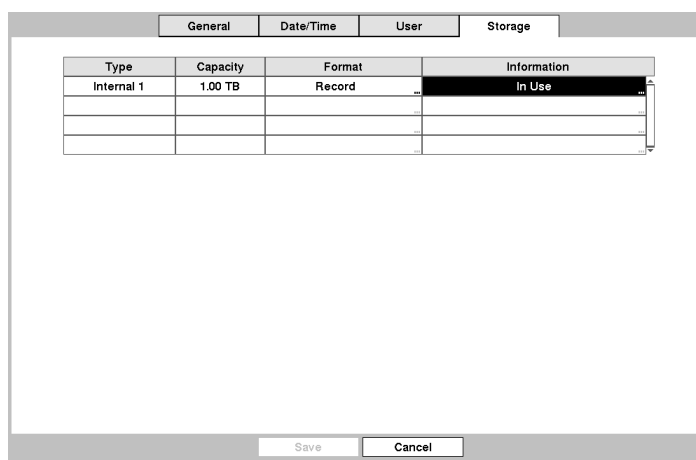 General Date/Time User Storage
Type Capacity Format Information
Internal 1 1.00 TB Record ... In Use ...
... ...
... ...
... ...
Save Cancel